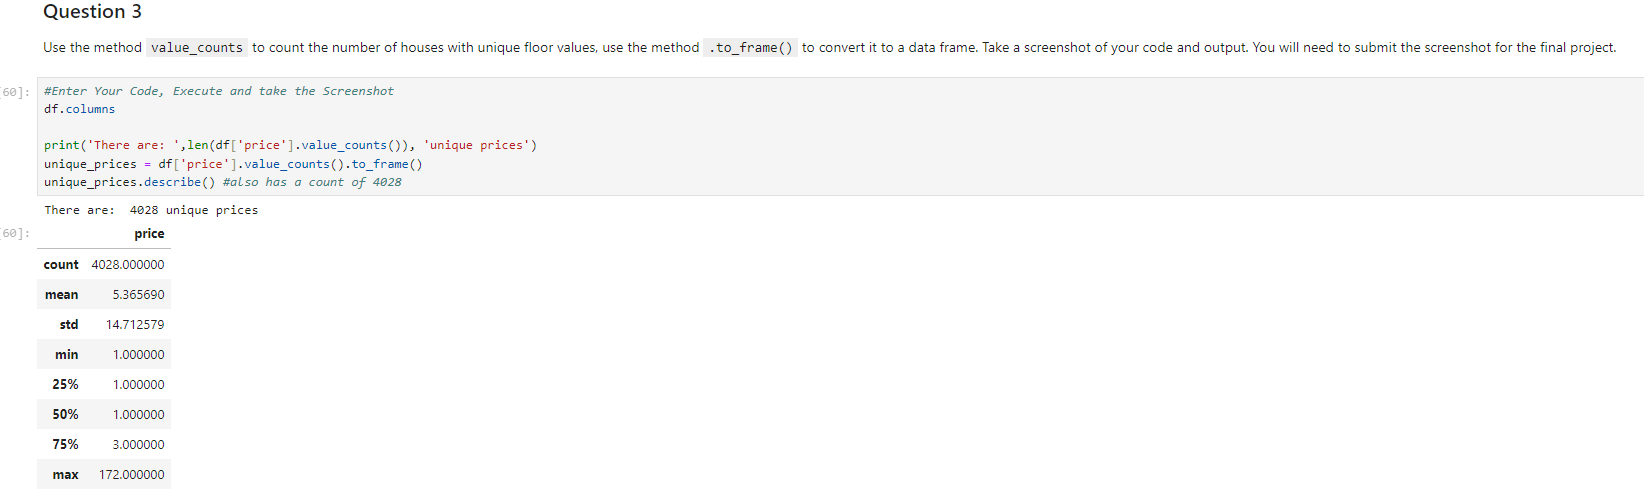 Question 3
Use the method value_counts to count the number of houses with unique floor values, use the method .to_frame() to convert it to a data frame. Take a screenshot of your code and output. You will need to submit the screenshot for the final project.
[60]: #Enter Your Code, Execute and take the Screenshot
df.columns
print('There are: ',len(df['price'].value_counts()), 'unique prices')
unique_prices = df['price'].value_counts().to_frame()
unique_prices.describe() #also has a count of 4028
There are:  4028 unique prices
[60]: price
count 4028.000000
mean 5.365690
std 14.712579
min 1.000000
25% 1.000000
50% 1.000000
75% 3.000000
max 172.000000